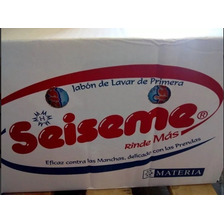 Jabón de Lavar de Primera
Seiseme®
Rinde Más
Eficaz contra las Manchas, delicado con las Prendas
MATERIA